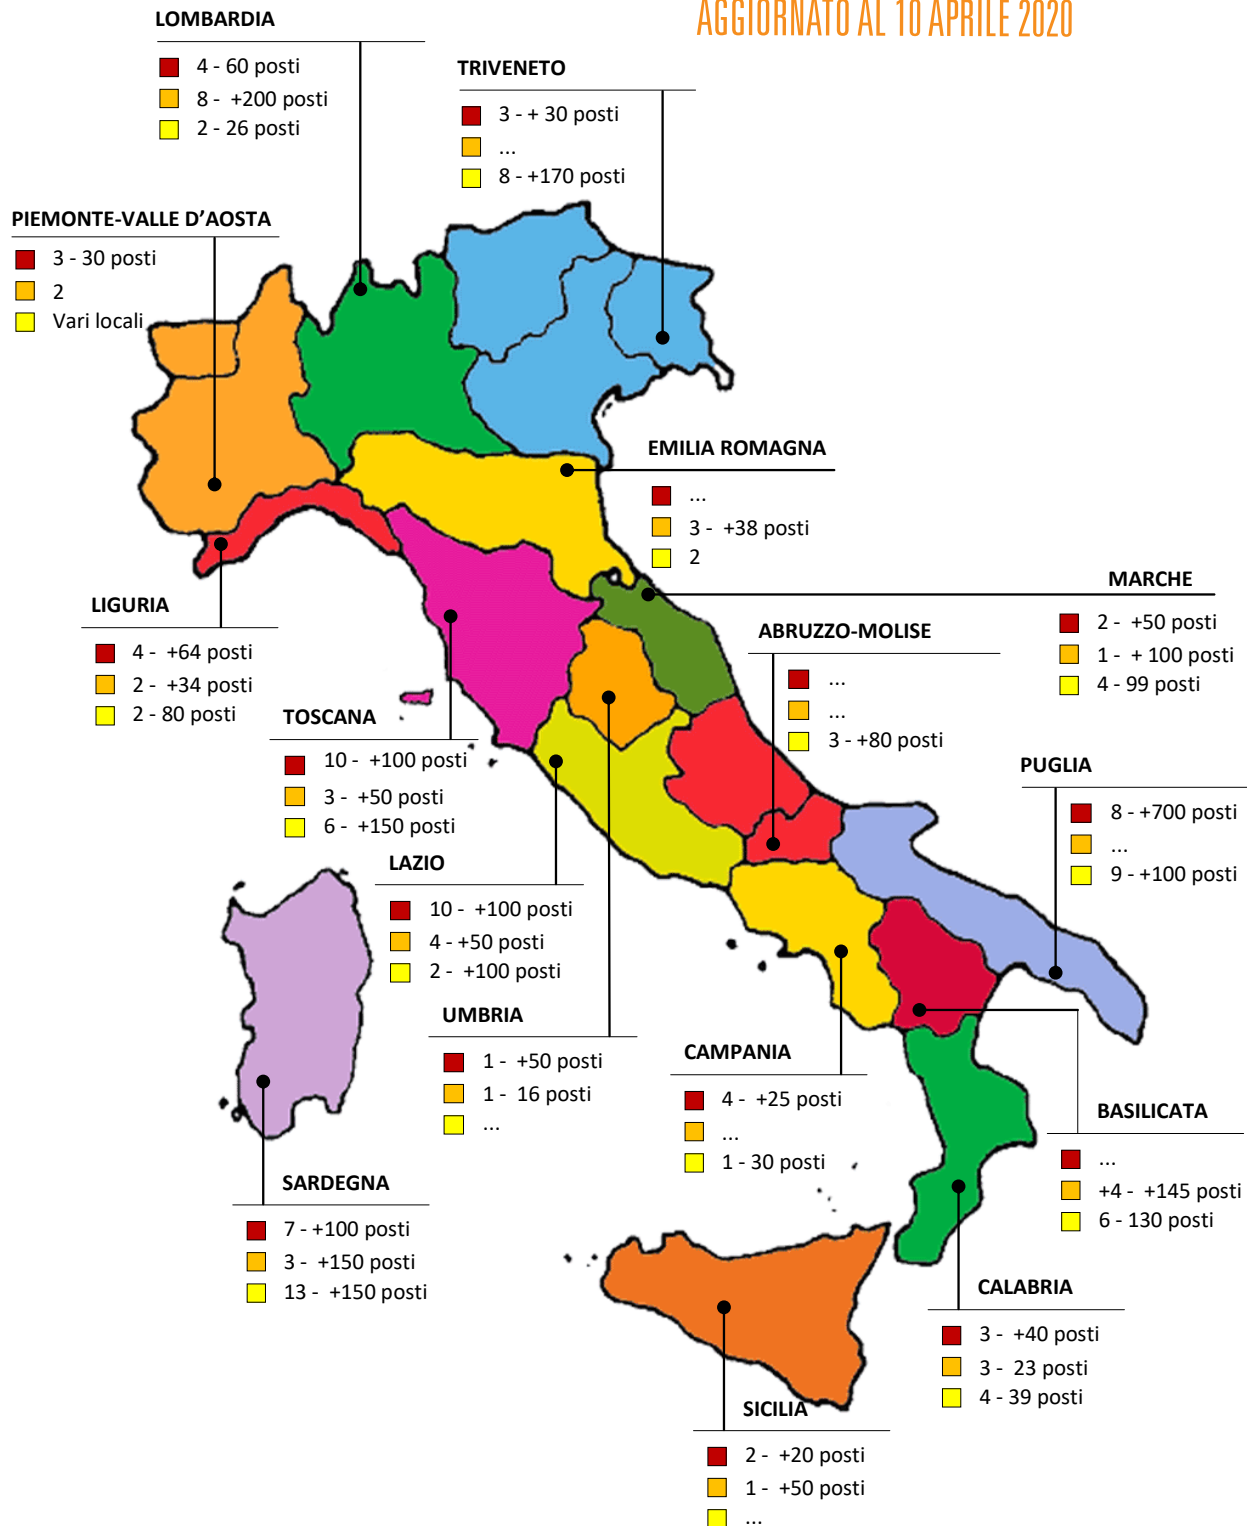 AGGIORNATO AL 10 APRILE 2020
LOMBARDIA
4 - 60 posti
8 - +200 posti
2 - 26 posti
TRIVENETO
3 - + 30 posti
...
8 - +170 posti
PIEMONTE-VALLE D'AOSTA
3 - 30 posti
2
Vari locali
EMILIA ROMAGNA
...
3 - +38 posti
2
MARCHE
2 - +50 posti
1 - + 100 posti
4 - 99 posti
LIGURIA
4 - +64 posti
2 - +34 posti
2 - 80 posti
ABRUZZO-MOLISE
...
...
3 - +80 posti
TOSCANA
10 - +100 posti
3 - +50 posti
6 - +150 posti
PUGLIA
8 - +700 posti
...
9 - +100 posti
LAZIO
10 - +100 posti
4 - +50 posti
2 - +100 posti
UMBRIA
1 - +50 posti
1 - 16 posti
...
CAMPANIA
4 - +25 posti
...
1 - 30 posti
BASILICATA
...
+4 - +145 posti
6 - 130 posti
SARDEGNA
7 - +100 posti
3 - +150 posti
13 - +150 posti
CALABRIA
3 - +40 posti
3 - 23 posti
4 - 39 posti
SICILIA
2 - +20 posti
1 - +50 posti
...